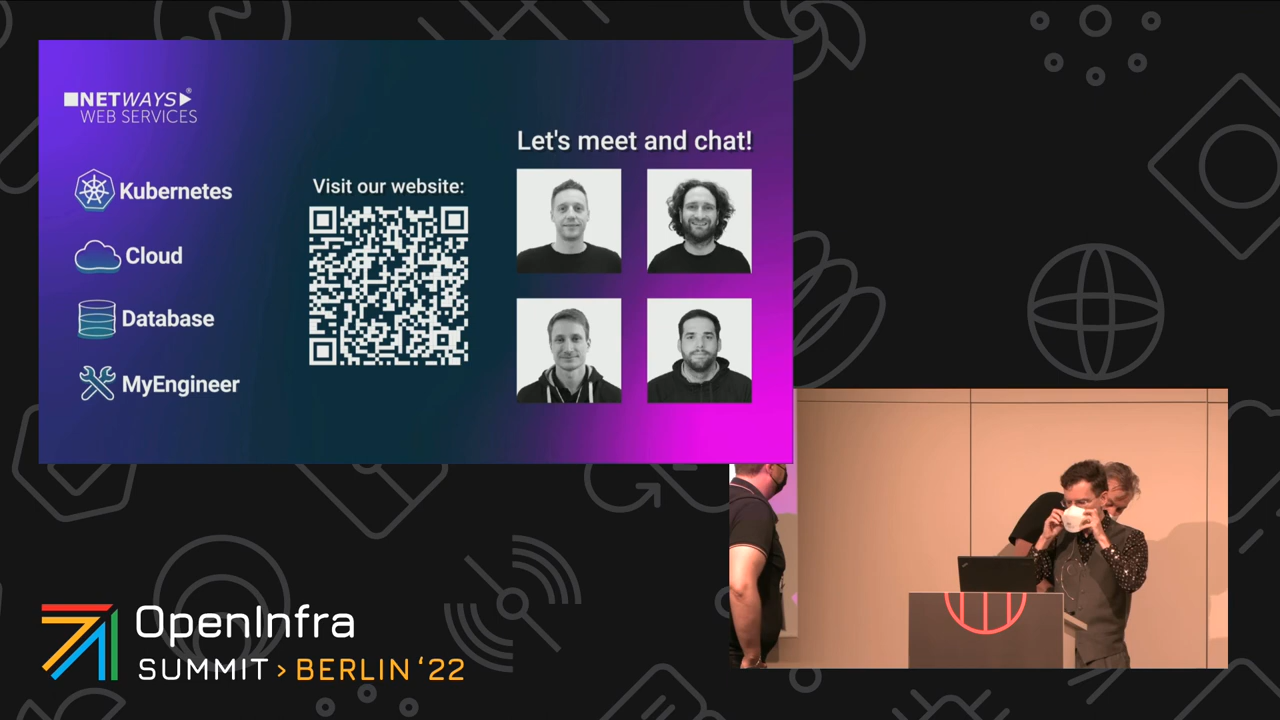 NETWAYS®
WEB SERVICES
Kubernetes
Cloud
Database
MyEngineer
Visit our website:
Let's meet and chat!
OpenInfra
SUMMIT > BERLIN ‘22